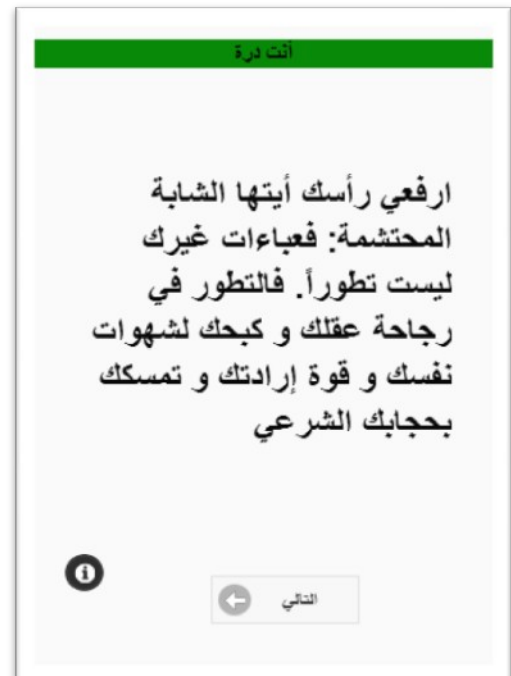 أنت درة
ارفعي رأسك أيتها الشابة
المحتشمة: فعباءات غيرك
ليست تطوراً. فالتطور في
رجاحة عقلك و كبحك لشهوات
نفسك و قوة إرادتك و تمسكك
بحجابك الشرعي
التالي